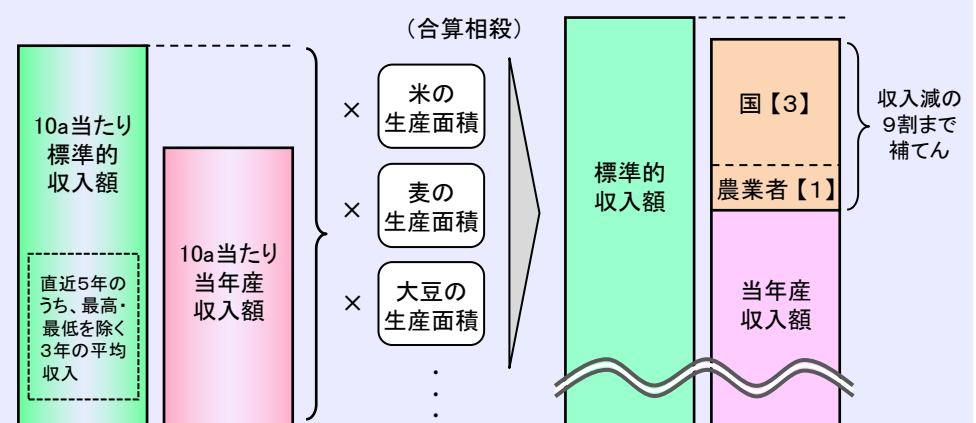 (合算相殺)
10a当たり
標準的
収入額
直近5年の
うち、最高・
最低を除く
3年の平均
収入
10a当たり
当年産
収入額
×
米の
生産面積
×
麦の
生産面積
×
大豆の
生産面積
・
・
・
標準的
収入額
国【3】
農業者【1】
当年産
収入額
収入減の
9割まで
補てん